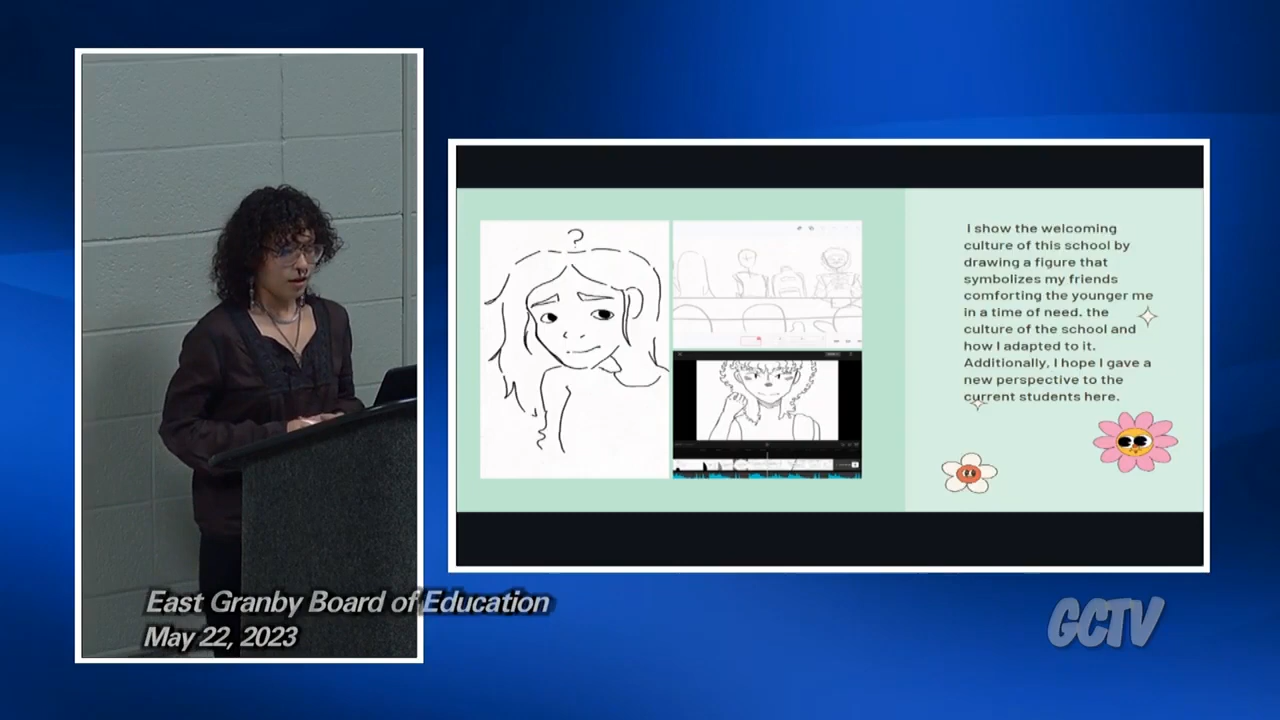 ?
I show the welcoming
culture of this school by
drawing a figure that
symbolizes my friends
comforting the younger me
in a time of need. the
culture of the school and
how I adapted to it.
Additionally, I hope I gave a
new perspective to the
current students here.
East Granby Board of Education
May 22, 2023
GCTV